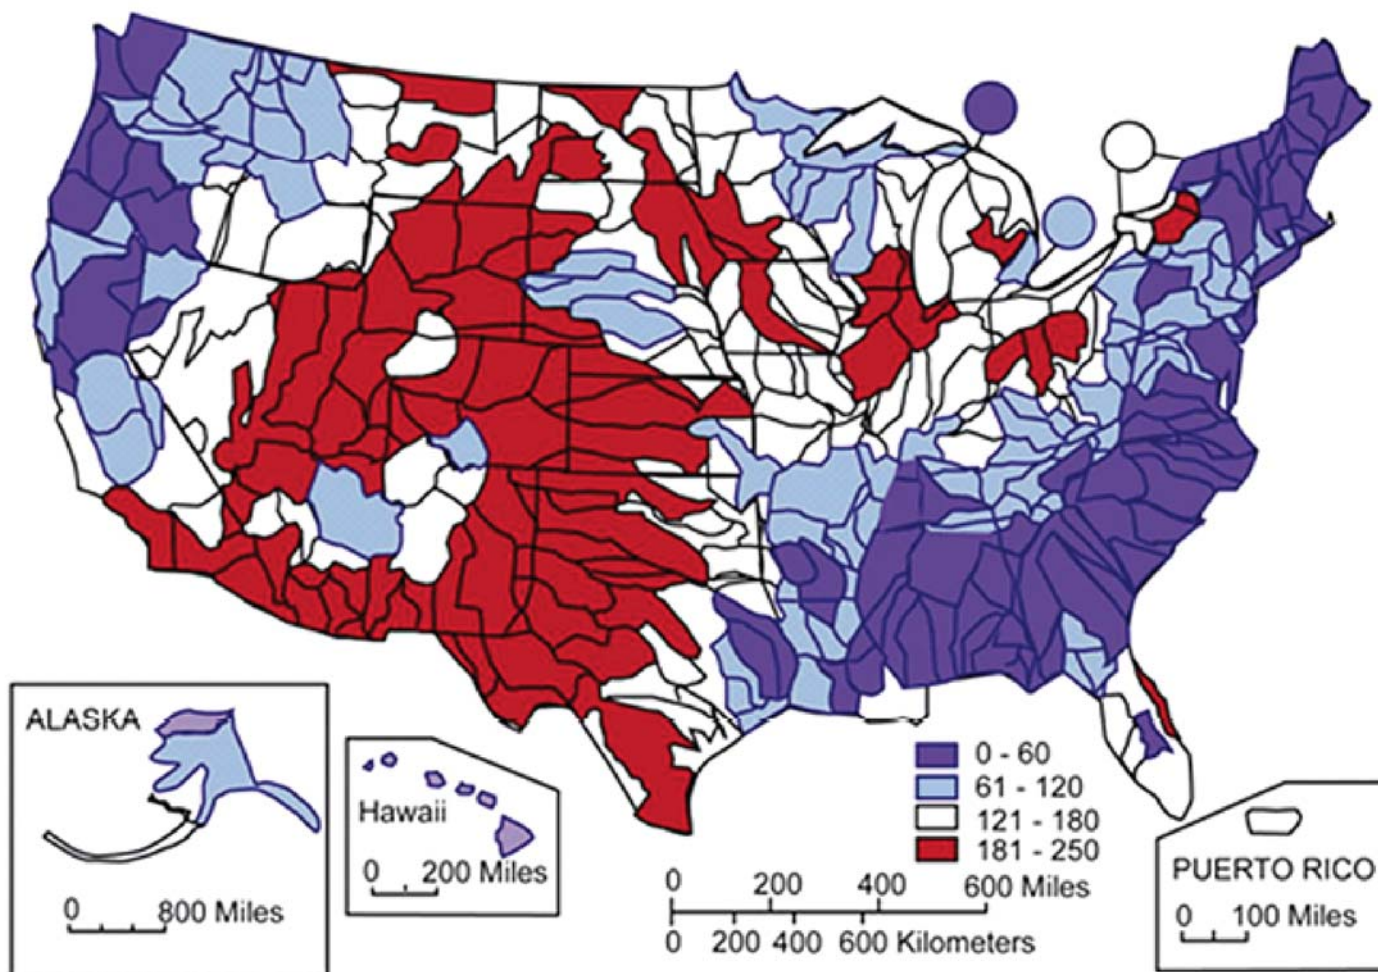 ALASKA
0 800 Miles
Hawaii
0 200 Miles
0 - 60
61 - 120
121 - 180
181 - 250
0 200 400 600 Miles
0 200 400 600 Kilometers
PUERTO RICO
0 100 Miles